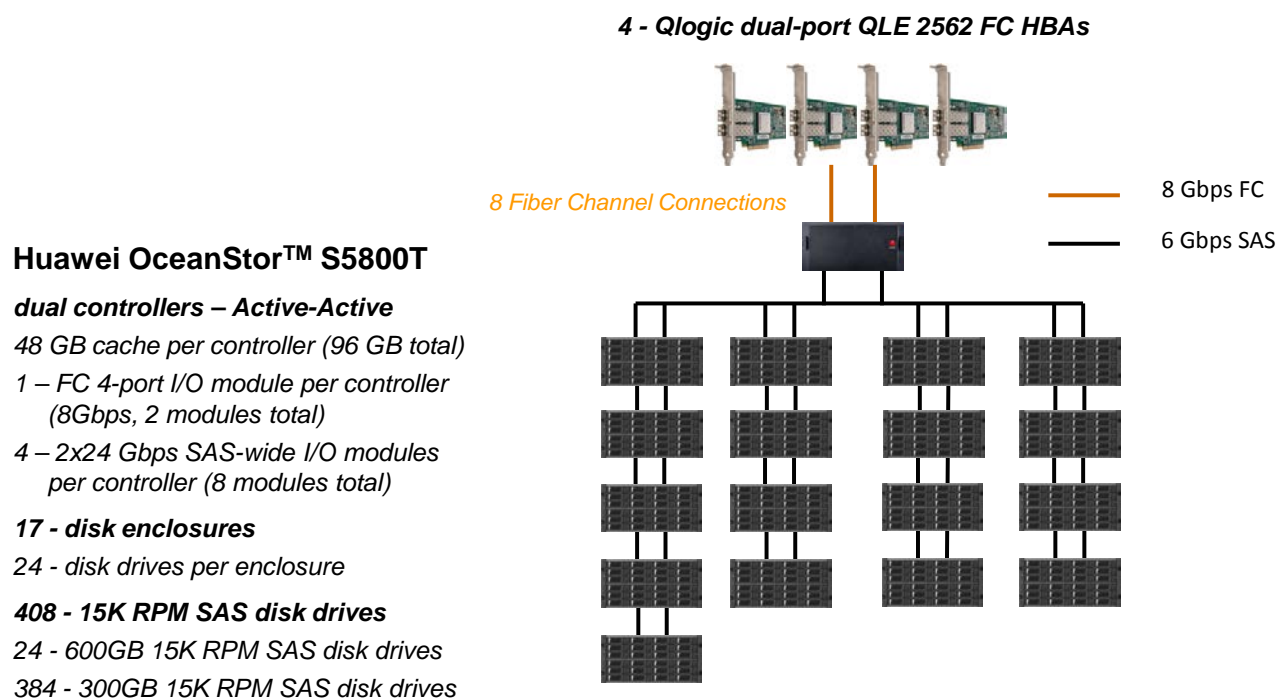 4 - Qlogic dual-port QLE 2562 FC HBAs
8 Fiber Channel Connections
8 Gbps FC
6 Gbps SAS
Huawei OceanStor™ S5800T
dual controllers – Active-Active
48 GB cache per controller (96 GB total)
1 – FC 4-port I/O module per controller
(8Gbps, 2 modules total)
4 – 2x24 Gbps SAS-wide I/O modules
per controller (8 modules total)
17 - disk enclosures
24 - disk drives per enclosure
408 - 15K RPM SAS disk drives
24 - 600GB 15K RPM SAS disk drives
384 - 300GB 15K RPM SAS disk drives